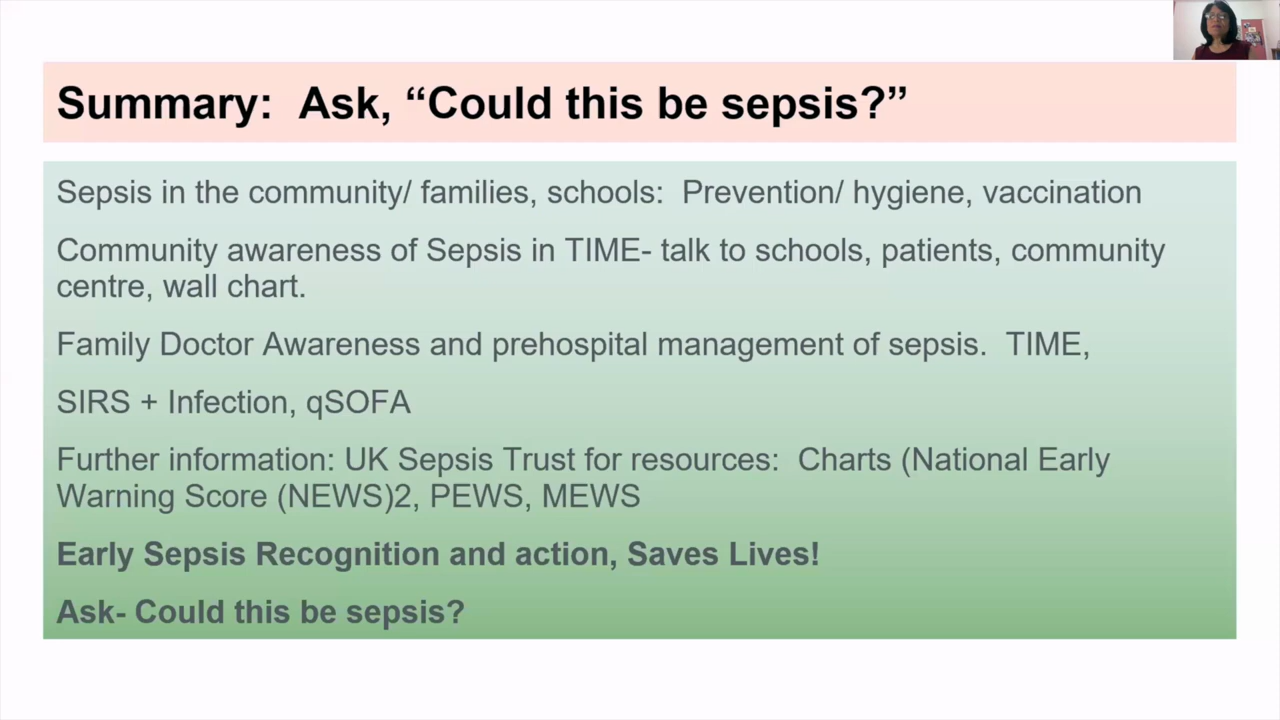 Summary:  Ask, “Could this be sepsis?”
Sepsis in the community/ families, schools:  Prevention/ hygiene, vaccination
Community awareness of Sepsis in TIME- talk to schools, patients, community
centre, wall chart.
Family Doctor Awareness and prehospital management of sepsis.  TIME,
SIRS + Infection, qSOFA
Further information: UK Sepsis Trust for resources:  Charts (National Early
Warning Score (NEWS)2, PEWS, MEWS
Early Sepsis Recognition and action, Saves Lives!
Ask- Could this be sepsis?